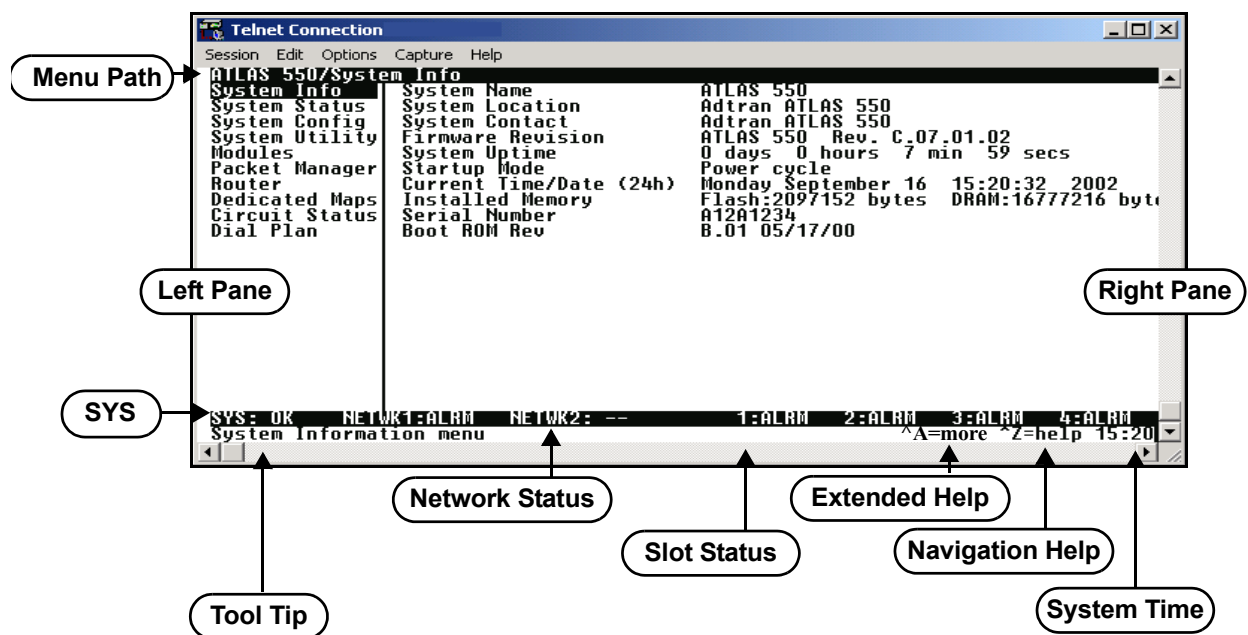 Telnet Connection
Session Edit Options Capture Help
Menu Path
ATLAS 550/System Info
System Info System Name ATLAS 550
System Status System Location Adtran ATLAS 550
System Config System Contact Adtran ATLAS 550
System Utility Firmware Revision ATLAS 550 Rev. C.07.01.02
Modules System Uptime 0 days 0 hours 7 min 59 secs
Packet Manager Startup Mode Power cycle
Router Current Time/Date (24h) Monday September 16 15:20:32 2002
Dedicated Maps Installed Memory Flash:2097152 bytes DRAM:16777216 byte
Circuit Status Serial Number A12A1234
Dial Plan Boot ROM Rev B.01 05/17/00
Left Pane
Right Pane
SYS
SYS: OK NETWK1:ALRM NETWK2: -- 1:ALRM 2:ALRM 3:ALRM 4:ALRM
System Information menu ^A=more ^Z=help 15:20
Network Status
Extended Help
Slot Status
Navigation Help
Tool Tip
System Time